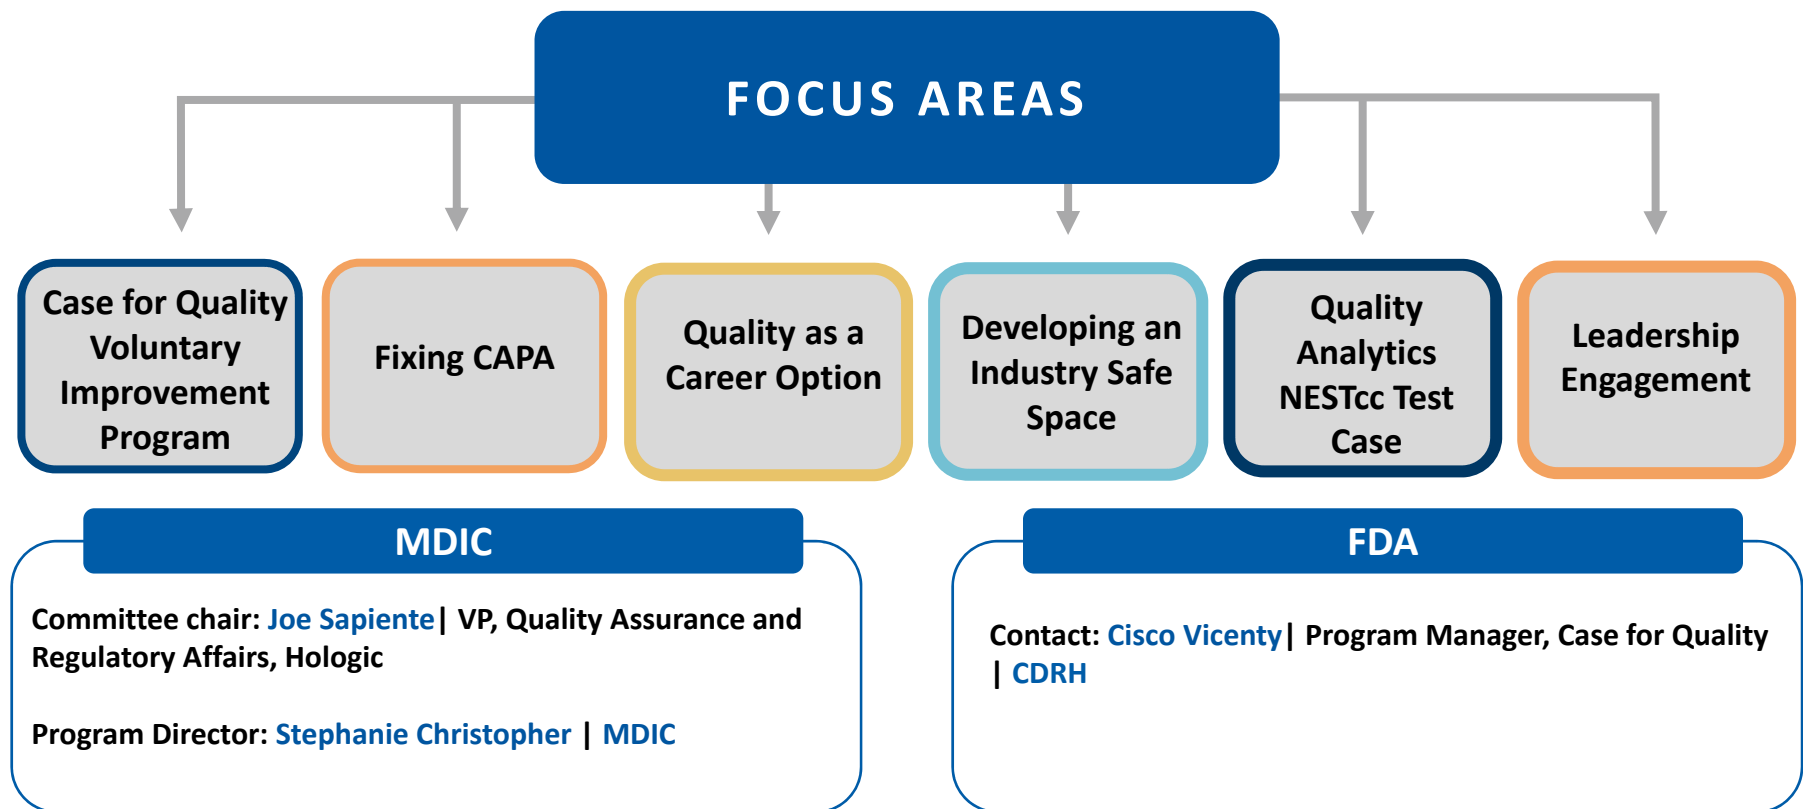 FOCUS AREAS
Case for Quality
Voluntary
Improvement
Program
Fixing CAPA
Quality as a
Career Option
Developing an
Industry Safe
Space
Quality
Analytics
NESTcc Test
Case
Leadership
Engagement
MDIC
Committee chair: Joe Sapiente| VP, Quality Assurance and
Regulatory Affairs, Hologic
Program Director: Stephanie Christopher | MDIC
FDA
Contact: Cisco Vicenty| Program Manager, Case for Quality
| CDRH